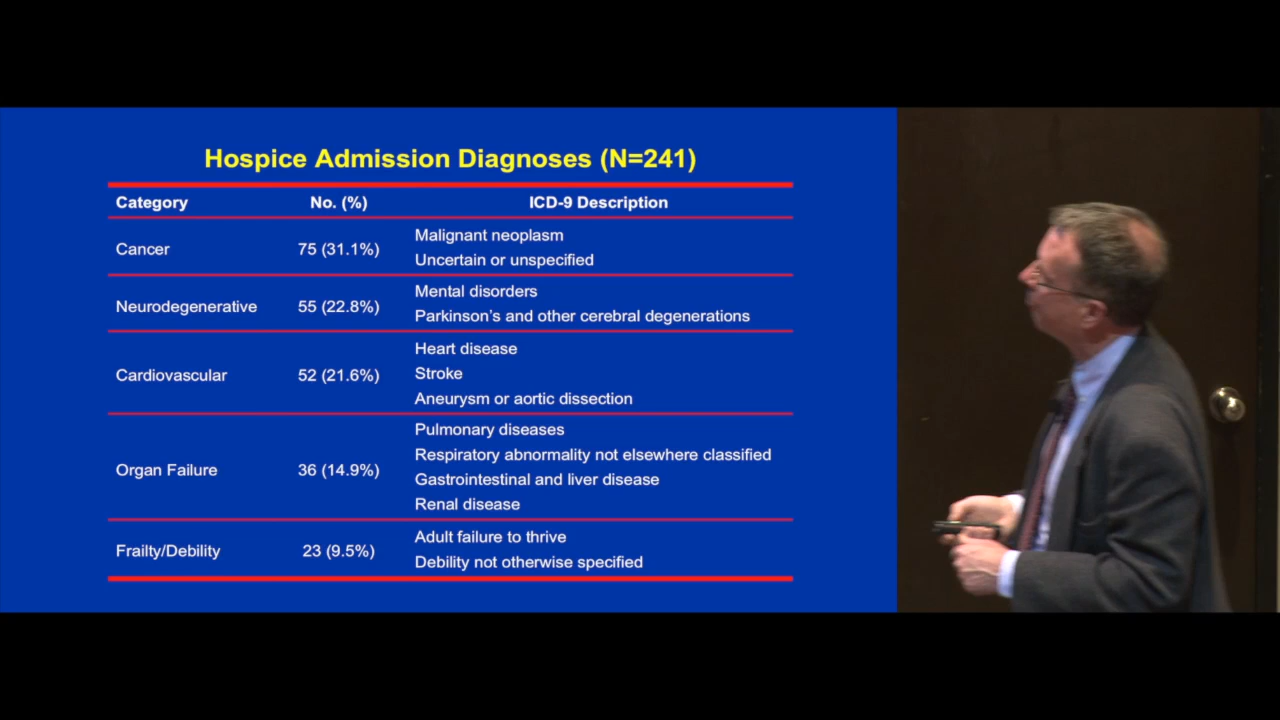 Hospice Admission Diagnoses (N=241)
Category No. (%) ICD-9 Description
Cancer 75 (31.1%) Malignant neoplasm
Uncertain or unspecified
Neurodegenerative 55 (22.8%) Mental disorders
Parkinson's and other cerebral degenerations
Cardiovascular 52 (21.6%) Heart disease
Stroke
Aneurysm or aortic dissection
Organ Failure 36 (14.9%) Pulmonary diseases
Respiratory abnormality not elsewhere classified
Gastrointestinal and liver disease
Renal disease
Frailty/Debility 23 (9.5%) Adult failure to thrive
Debility not otherwise specified